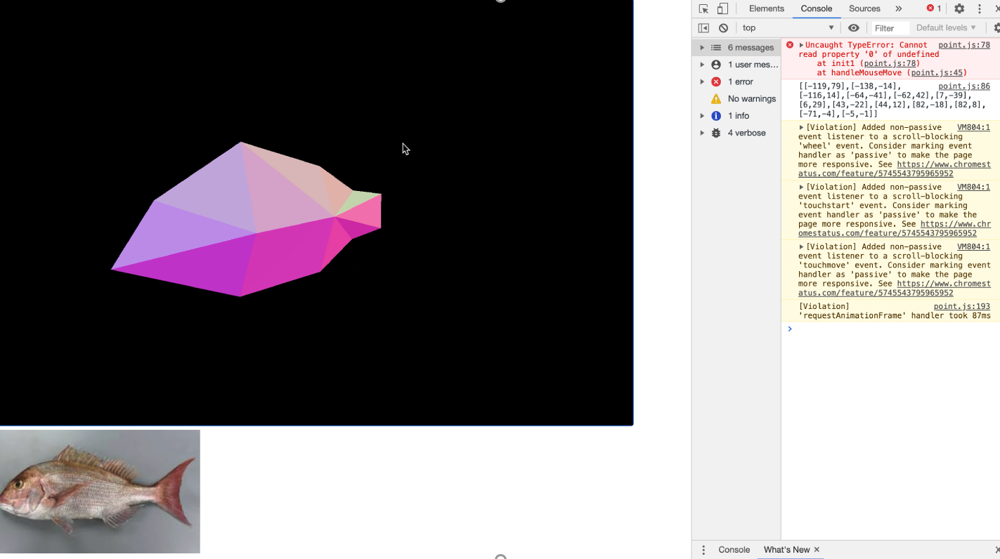 Elements Console Sources » 1
top Filter Default levels
6 messages
1 user mes…
1 error
No warnings
1 info
4 verbose
Uncaught TypeError: Cannot point.js:78
read property '0' of undefined
at init1 (point.js:78)
at handleMouseMove (point.js:45)
[[-119,79],[-138,-14], point.js:86
[-116,14],[-64,-41],[-62,42],[7,-39],
[6,29],[43,-22],[44,12],[82,-18],[82,8],
[-71,-4],[-5,-1]]
[Violation] Added non-passive VM804:1
event listener to a scroll-blocking
'wheel' event. Consider marking event
handler as 'passive' to make the page
more responsive. See https://www.chromest
atus.com/feature/5745543795965952
[Violation] Added non-passive VM804:1
event listener to a scroll-blocking
'touchstart' event. Consider marking
event handler as 'passive' to make the
page more responsive. See https://www.chr
omestatus.com/feature/5745543795965952
[Violation] Added non-passive VM804:1
event listener to a scroll-blocking
'touchmove' event. Consider marking event
handler as 'passive' to make the page
more responsive. See https://www.chromest
atus.com/feature/5745543795965952
[Violation] point.js:193
'requestAnimationFrame' handler took 87ms
Console What's New